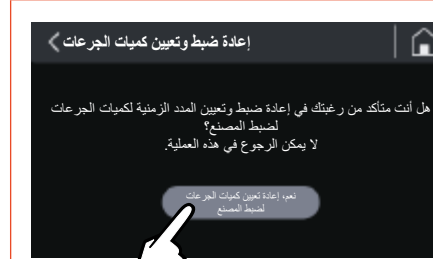 إعادة ضبط وتعيين كميات الجرعات
هل أنت متأكد من رغبتك في إعادة ضبط وتعيين المدد الزمنية لكميات الجرعات
لضبط المصنع؟
لا يمكن الرجوع في هذه العملية.
نعم، إعادة تعيين كميات الجرعات
لضبط المصنع